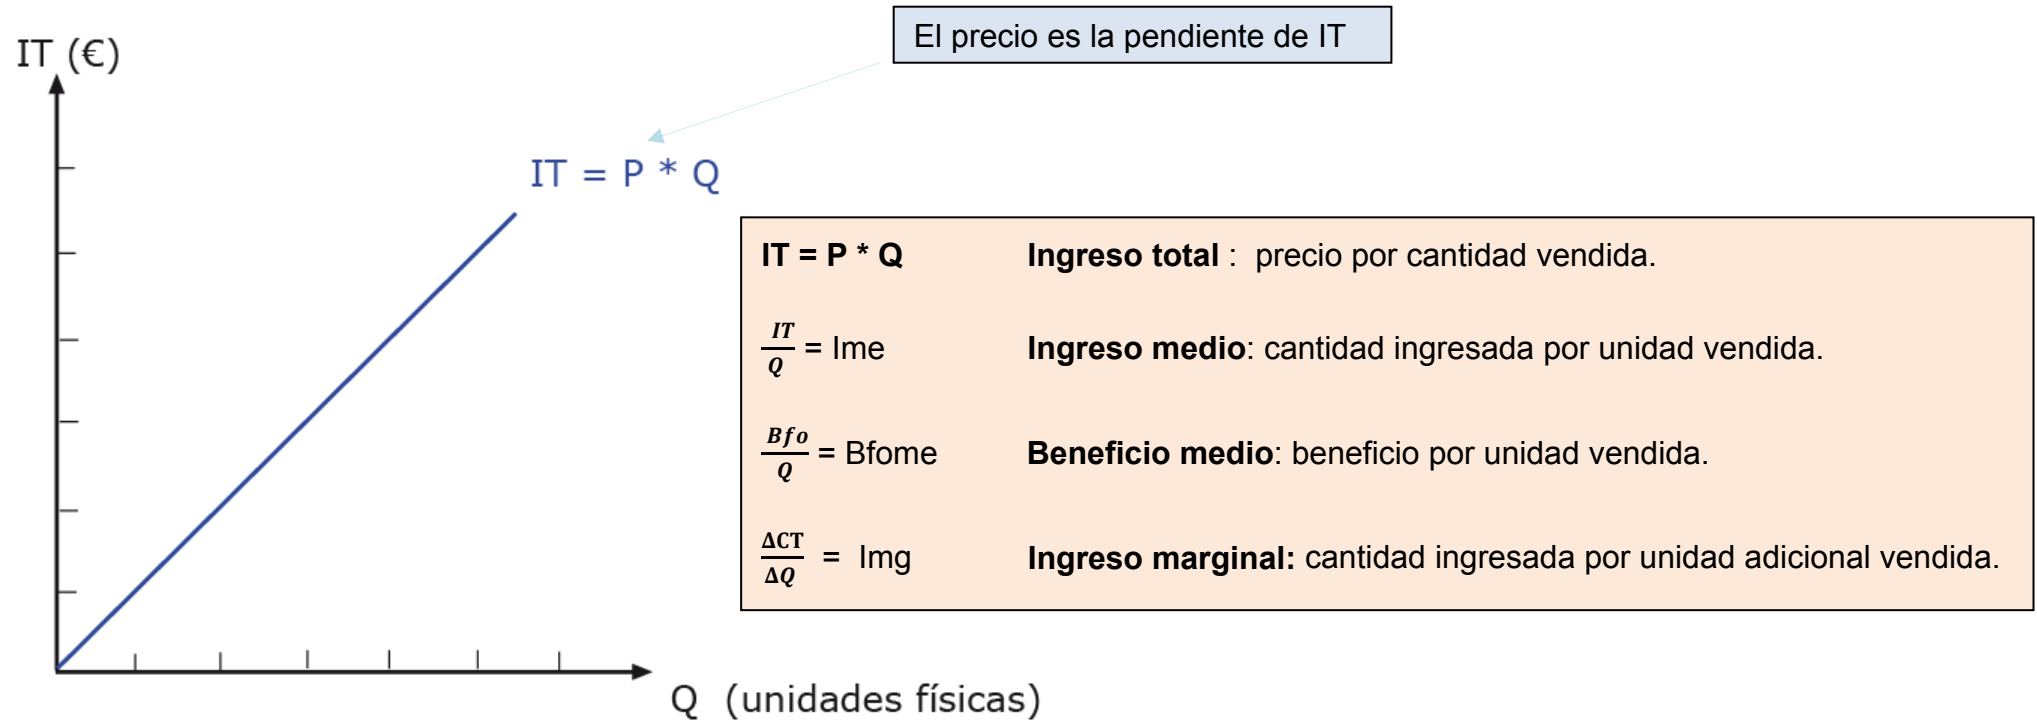 El precio es la pendiente de IT
IT (€)
IT = P * Q
IT = P * Q Ingreso total : precio por cantidad vendida.
IT/Q = Ime Ingreso medio: cantidad ingresada por unidad vendida.
Bfo/Q = Bfome Beneficio medio: beneficio por unidad vendida.
ΔCT/ΔQ = Img Ingreso marginal: cantidad ingresada por unidad adicional vendida.
Q (unidades físicas)